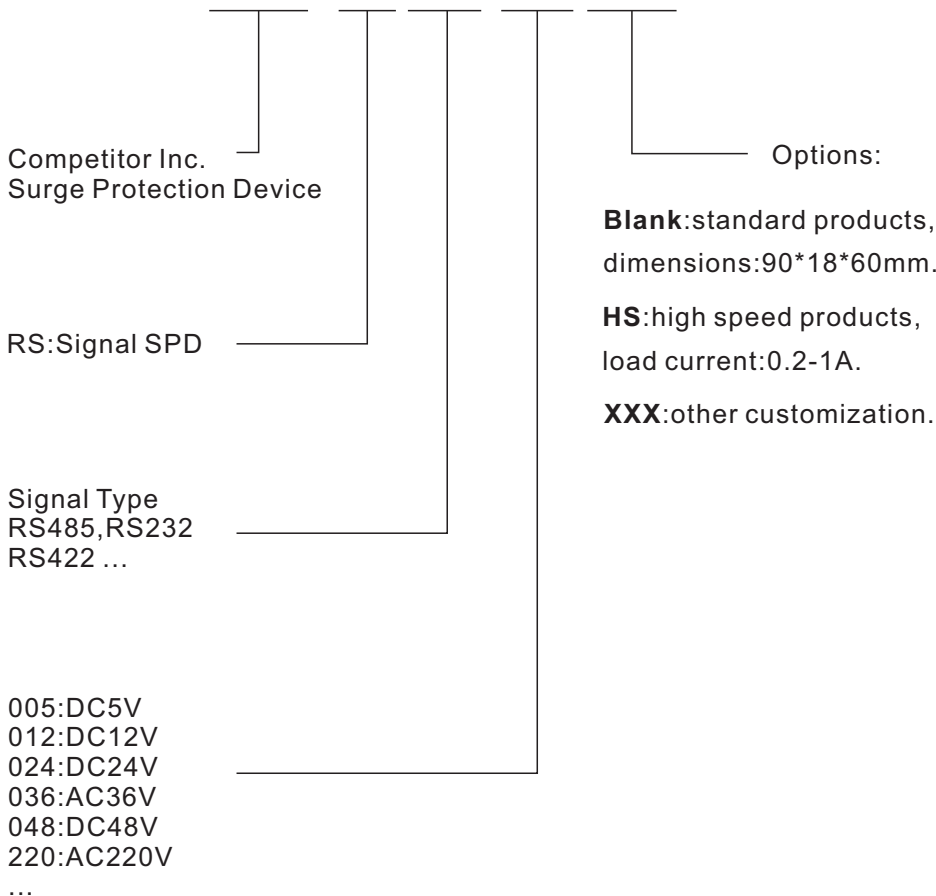 Competitor Inc.
Surge Protection Device
Options:
Blank:standard products,
dimensions:90*18*60mm.
HS:high speed products,
load current:0.2-1A.
XXX:other customization.
RS:Signal SPD
Signal Type
RS485,RS232
RS422 ...
005:DC5V
012:DC12V
024:DC24V
036:AC36V
048:DC48V
220:AC220V
...